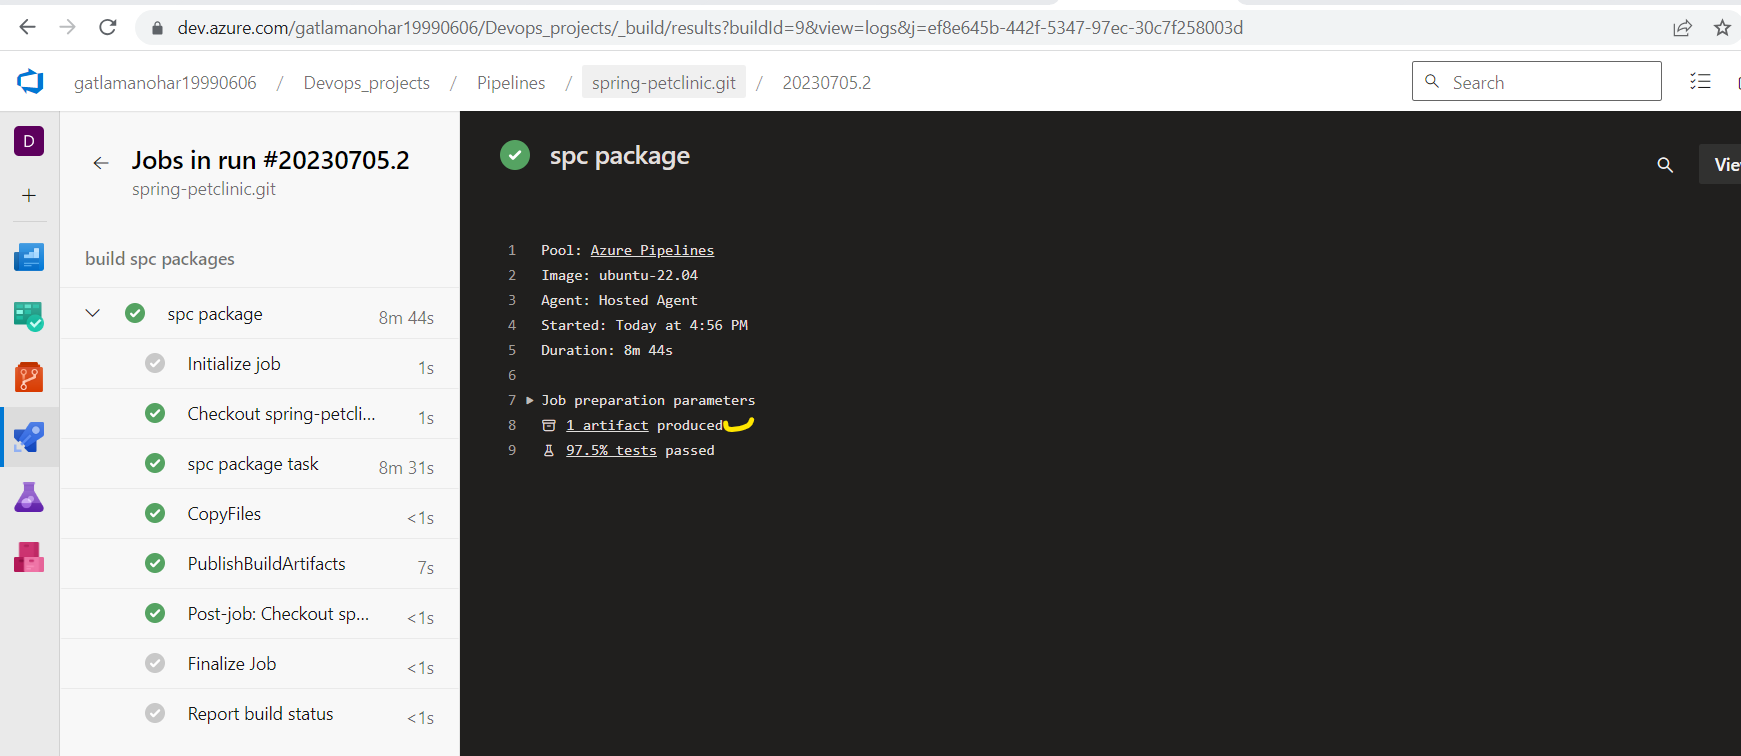 dev.azure.com/gatlamanohar19990606/Devops_projects/_build/results?buildId=9&view=logs&j=ef8e645b-442f-5347-97ec-30c7f258003d
gatlamanohar19990606 / Devops_projects / Pipelines / spring-petclinic.git / 20230705.2
Search
D
Jobs in run #20230705.2
spring-petclinic.git
build spc packages
spc package 8m 44s
Initialize job 1s
Checkout spring-petcli... 1s
spc package task 8m 31s
CopyFiles <1s
PublishBuildArtifacts 7s
Post-job: Checkout sp... <1s
Finalize Job <1s
Report build status <1s
spc package
Vie
1 Pool: Azure Pipelines
2 Image: ubuntu-22.04
3 Agent: Hosted Agent
4 Started: Today at 4:56 PM
5 Duration: 8m 44s
6
7 Job preparation parameters
8 1 artifact produced
9 97.5% tests passed